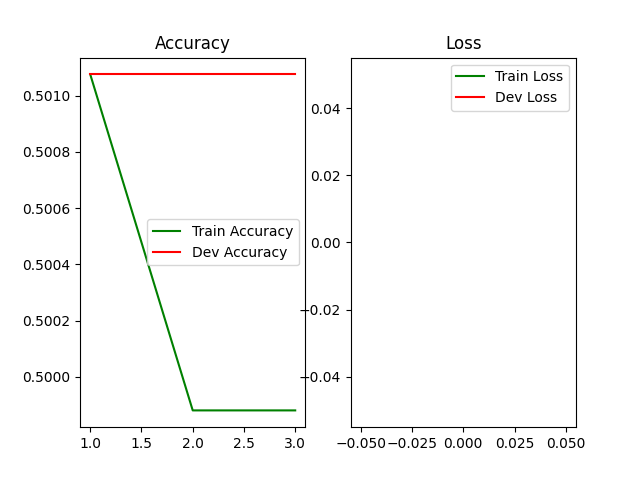 Accuracy
0.5010
0.5008
0.5006
0.5004
0.5002
0.5000
Train Accuracy
Dev Accuracy
1.0 1.5 2.0 2.5 3.0
Loss
0.04
0.02
0.00
−0.02
−0.04
Train Loss
Dev Loss
−0.050 −0.025 0.000 0.025 0.050